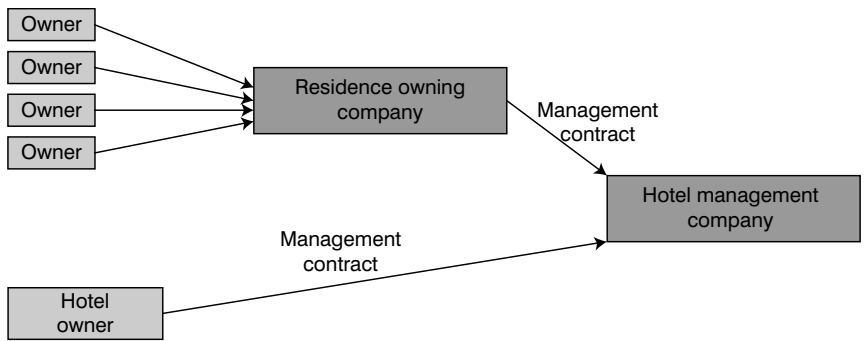 Owner
Owner
Owner
Owner
Residence owning
company
Management
contract
Hotel management
company
Management
contract
Hotel
owner